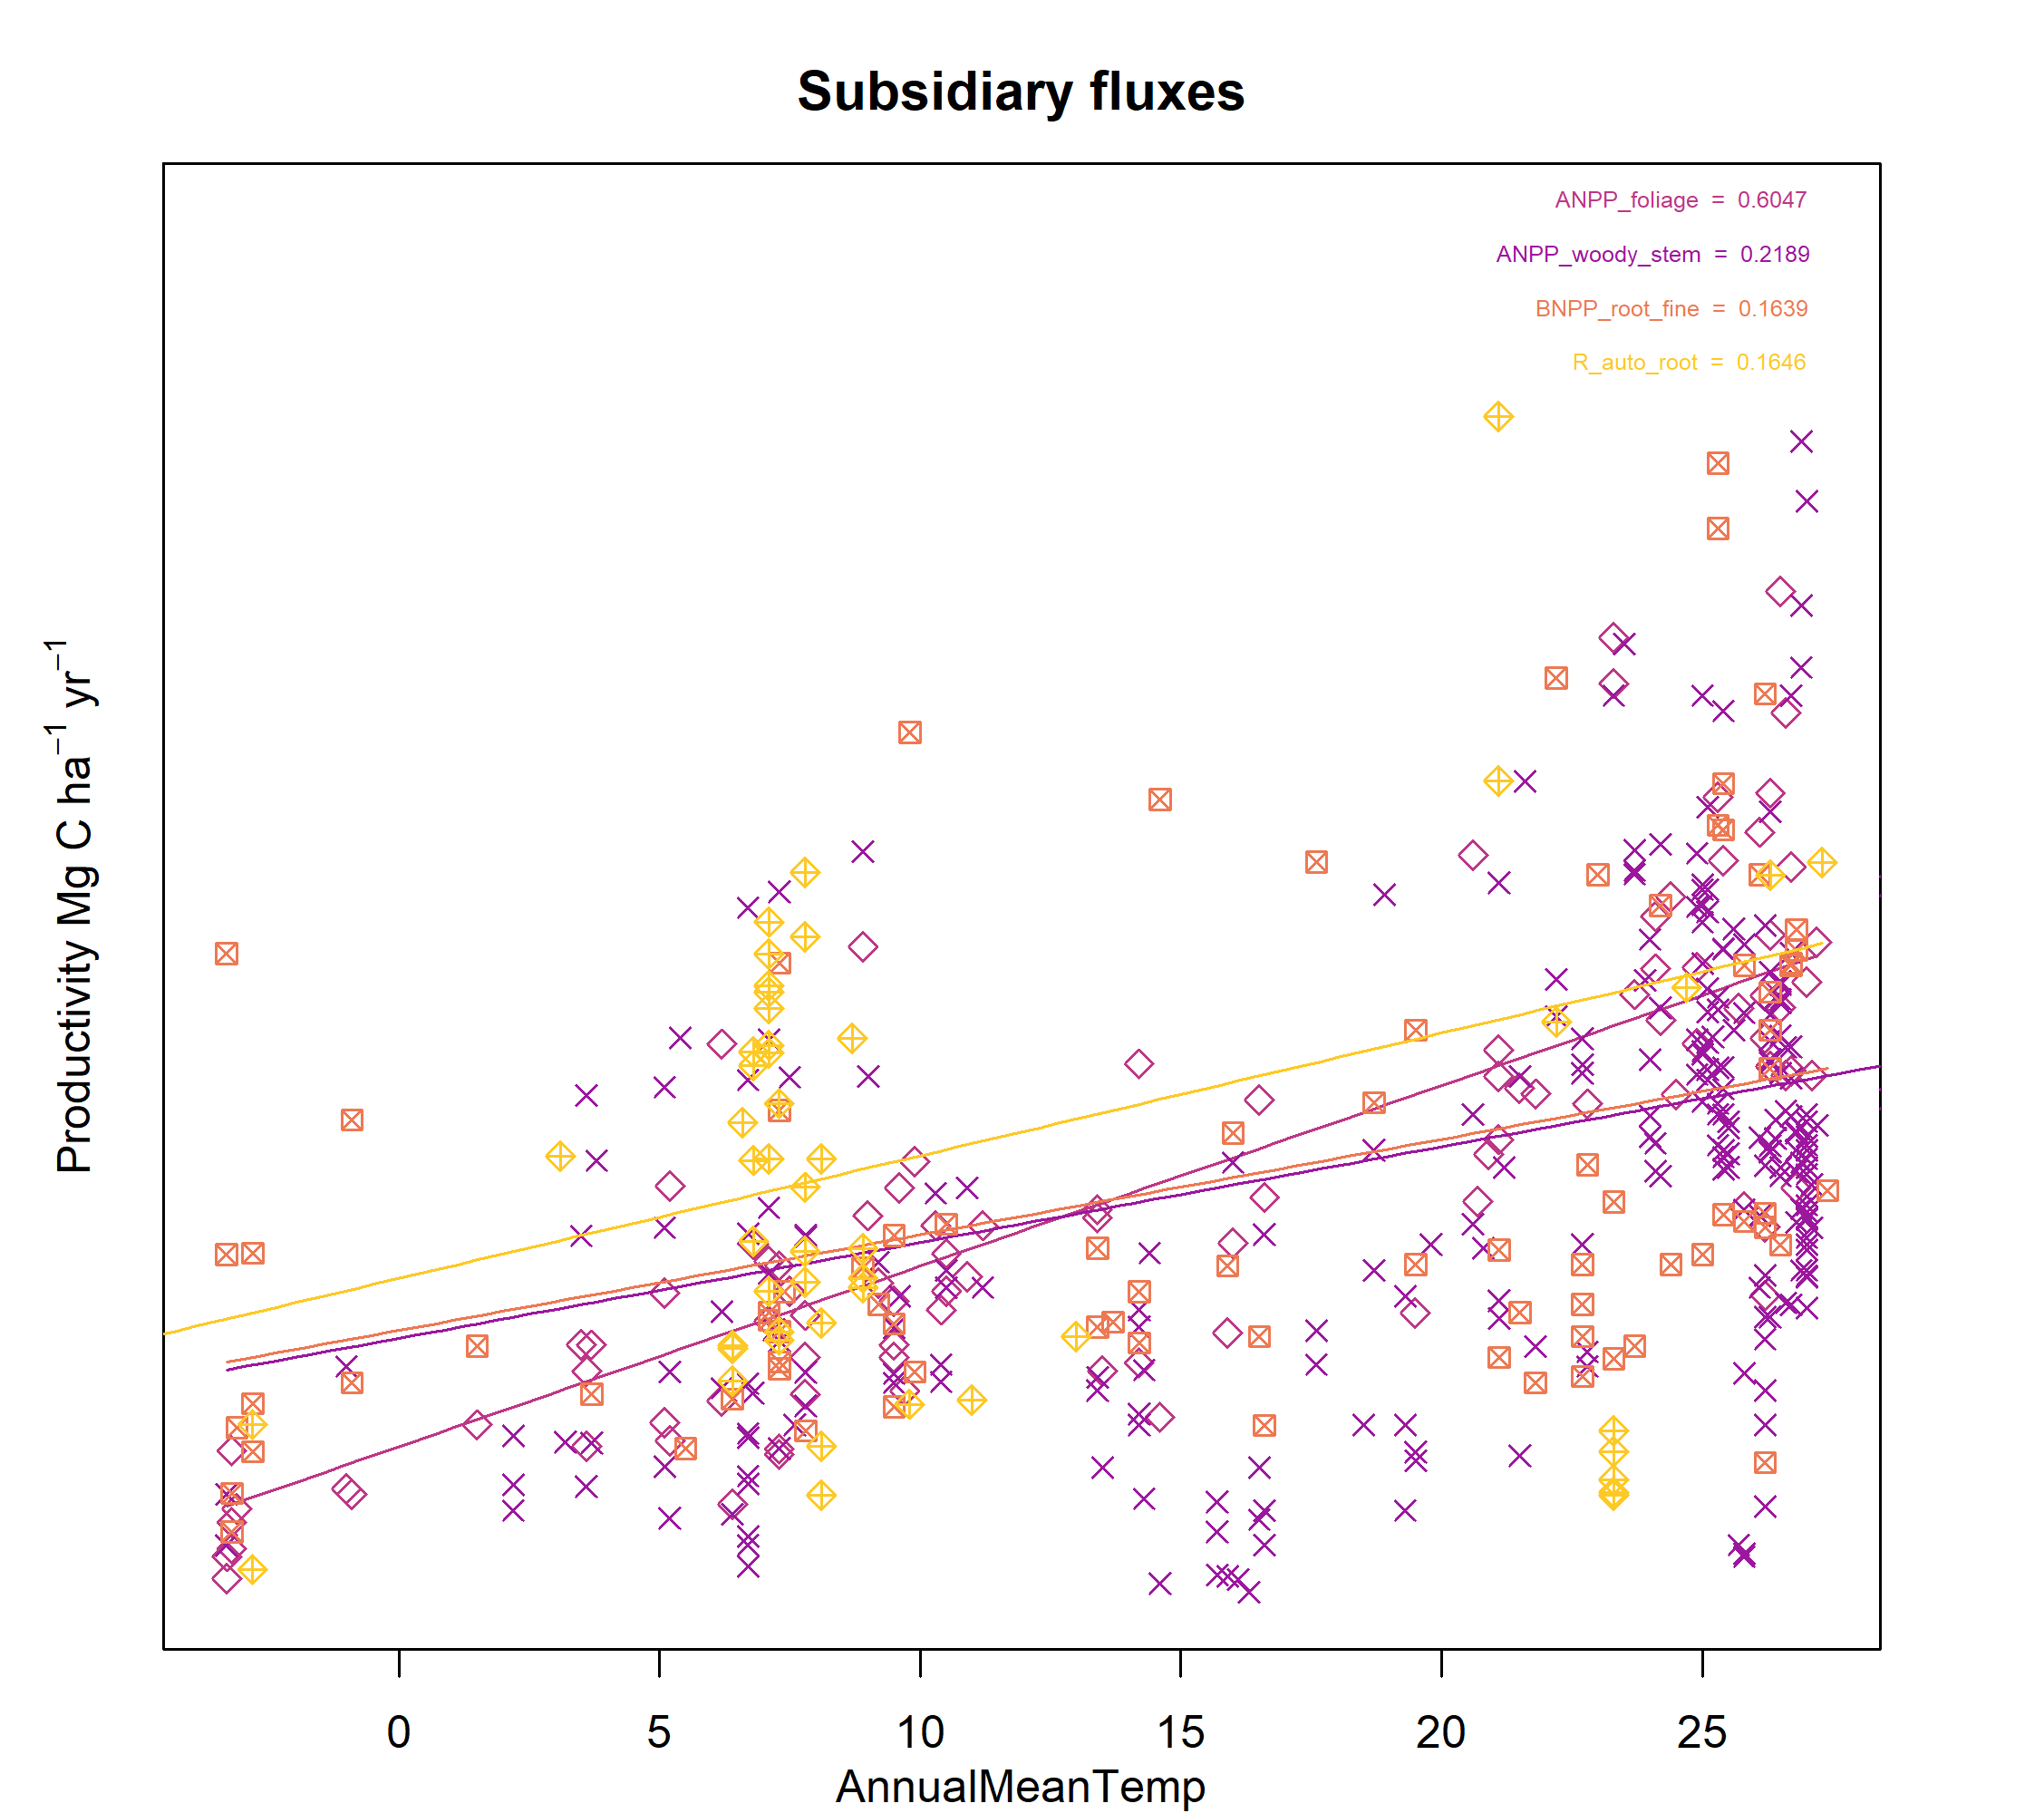 Subsidiary fluxes
ANPP_foliage = 0.6047
ANPP_woody_stem = 0.2189
BNPP_root_fine = 0.1639
R_auto_root = 0.1646
Productivity Mg C ha⁻¹ yr⁻¹
0 5 10 15 20 25
AnnualMeanTemp